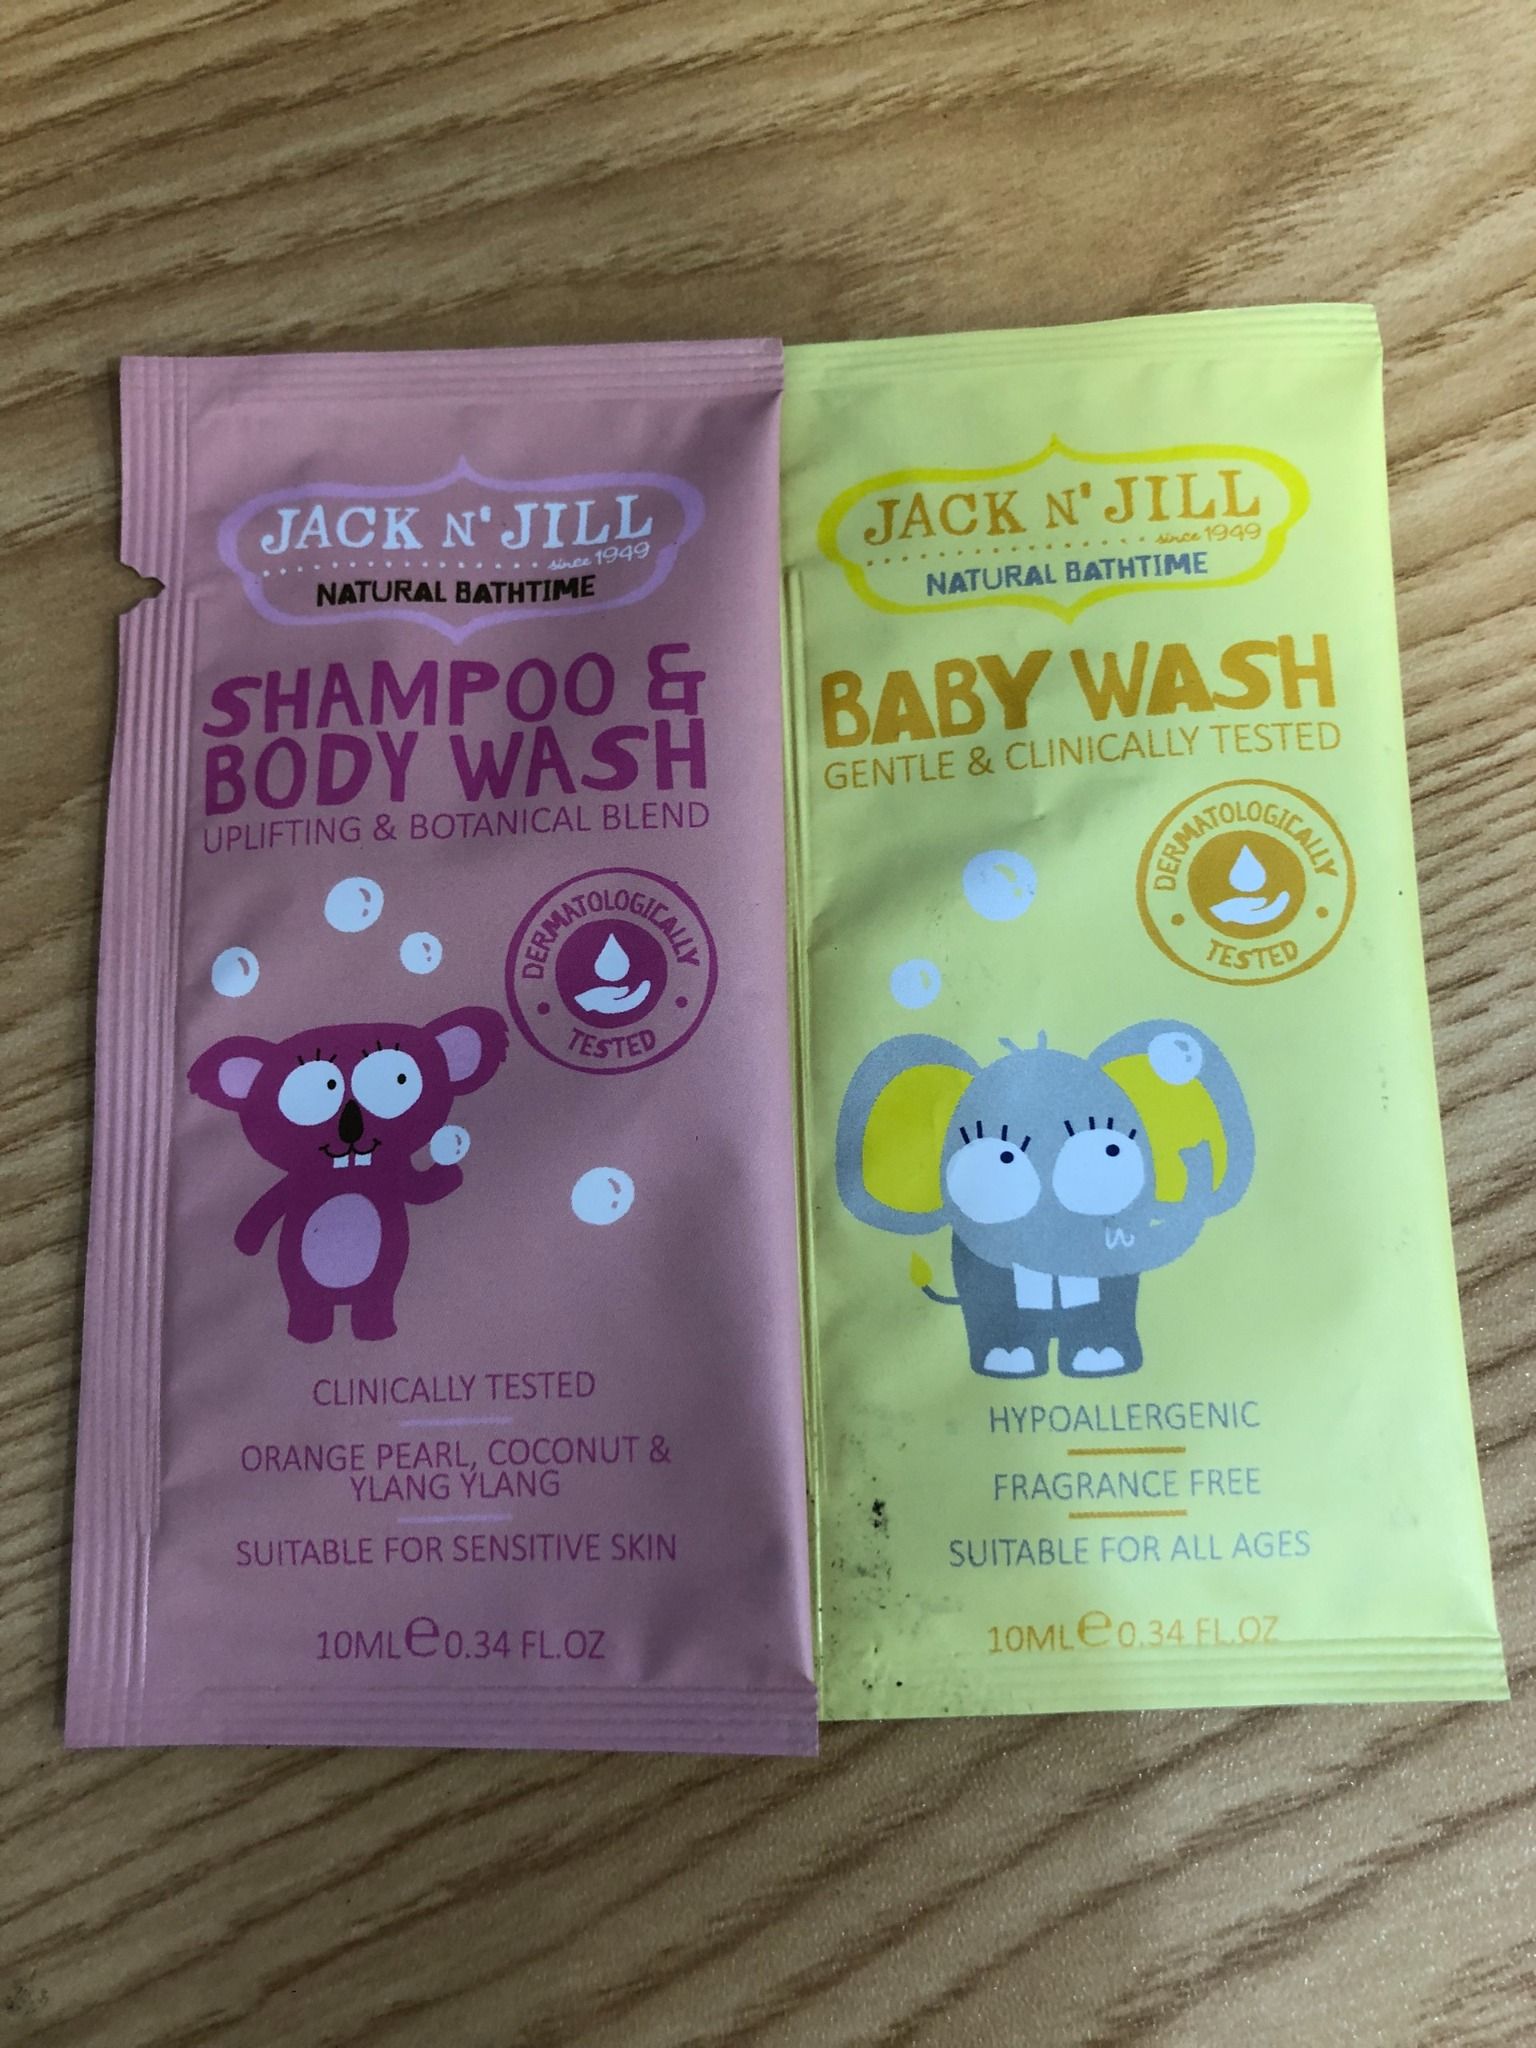 JACK N' JILL
since 1949
NATURAL BATHTIME
SHAMPOO &
BODY WASH
UPLIFTING & BOTANICAL BLEND
DERMATOLOGICALLY
TESTED
CLINICALLY TESTED
ORANGE PEARL, COCONUT &
YLANG YLANG
SUITABLE FOR SENSITIVE SKIN
10ML e 0.34 FL.OZ
JACK N' JILL
since 1949
NATURAL BATHTIME
BABY WASH
GENTLE & CLINICALLY TESTED
DERMATOLOGICALLY
TESTED
HYPOALLERGENIC
FRAGRANCE FREE
SUITABLE FOR ALL AGES
10ML e 0.34 FL.OZ